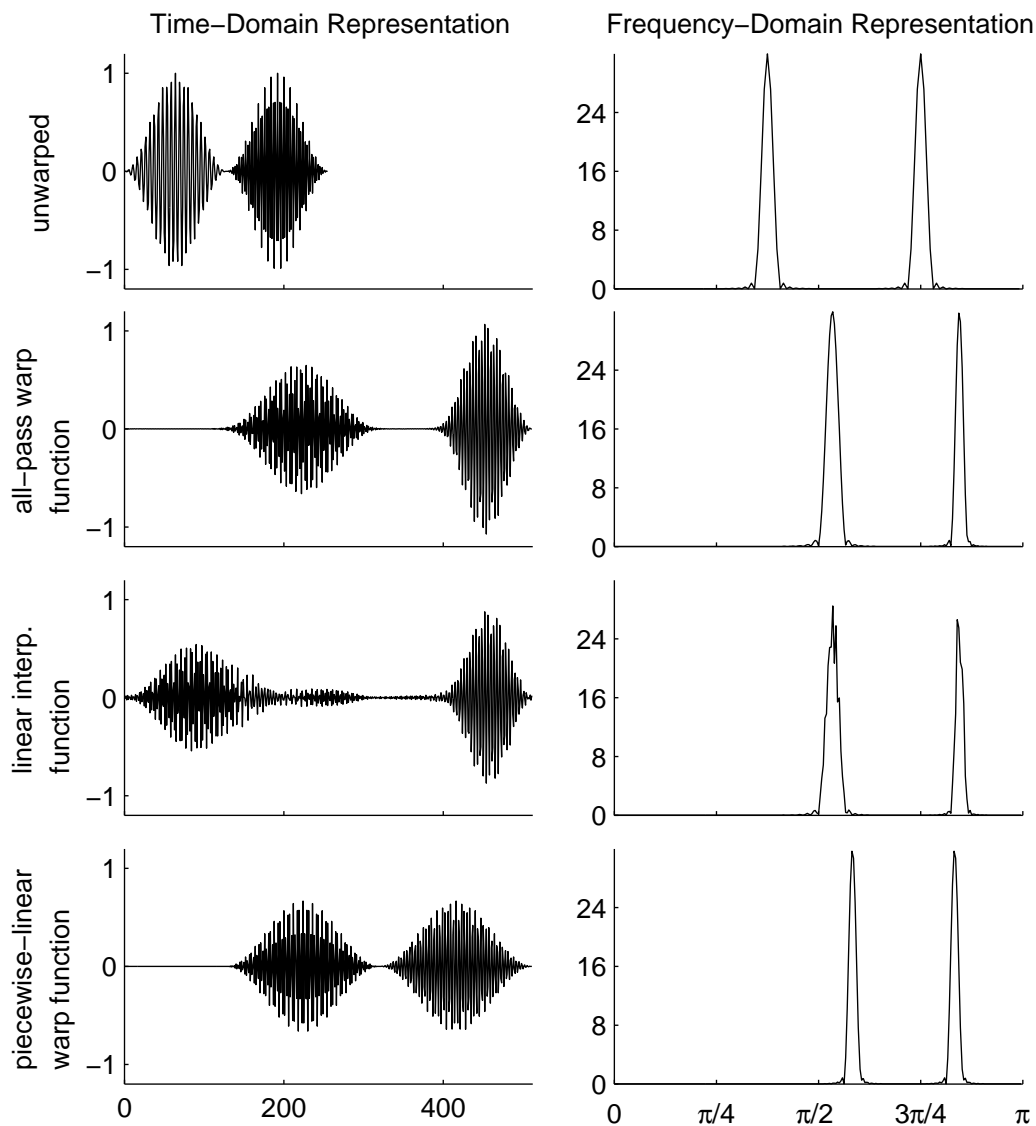 Time−Domain Representation
Frequency−Domain Representation
unwarped
1
0
−1
24
16
8
0
all−pass warp
function
1
0
−1
24
16
8
0
linear interp.
function
1
0
−1
24
16
8
0
piecewise−linear
warp function
1
0
−1
24
16
8
0
0 200 400
0 π/4 π/2 3π/4 π